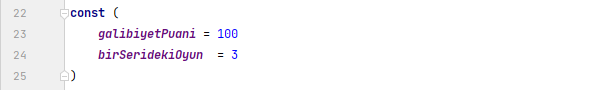 22 const (
23 galibiyetPuani = 100
24 birSeridekiOyun  = 3
25 )